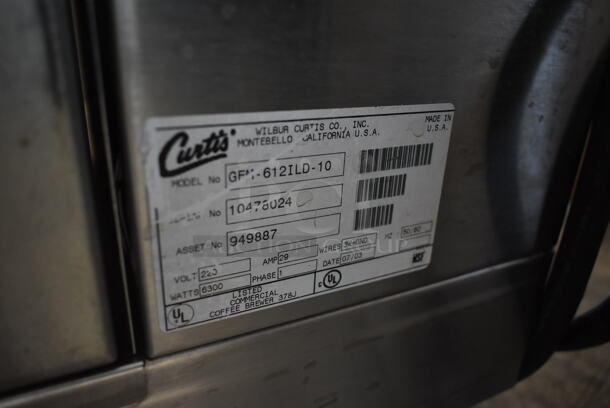 Curtis
WILBUR CURTIS CO., INC.
MONTEBELLO CALIFORNIA U.S.A.
MADE IN
U.S.A.
MODEL No GEM-612ILD-10
SERIAL No 10478024
ASSET No 949887
VOLT 220 AMP 29 WIRES 3W+GND HZ: 50/60
WATTS 6300 PHASE 1 DATE 07/03
UL LISTED
COMMERCIAL
COFFEE BREWER 378J
UL
NSF